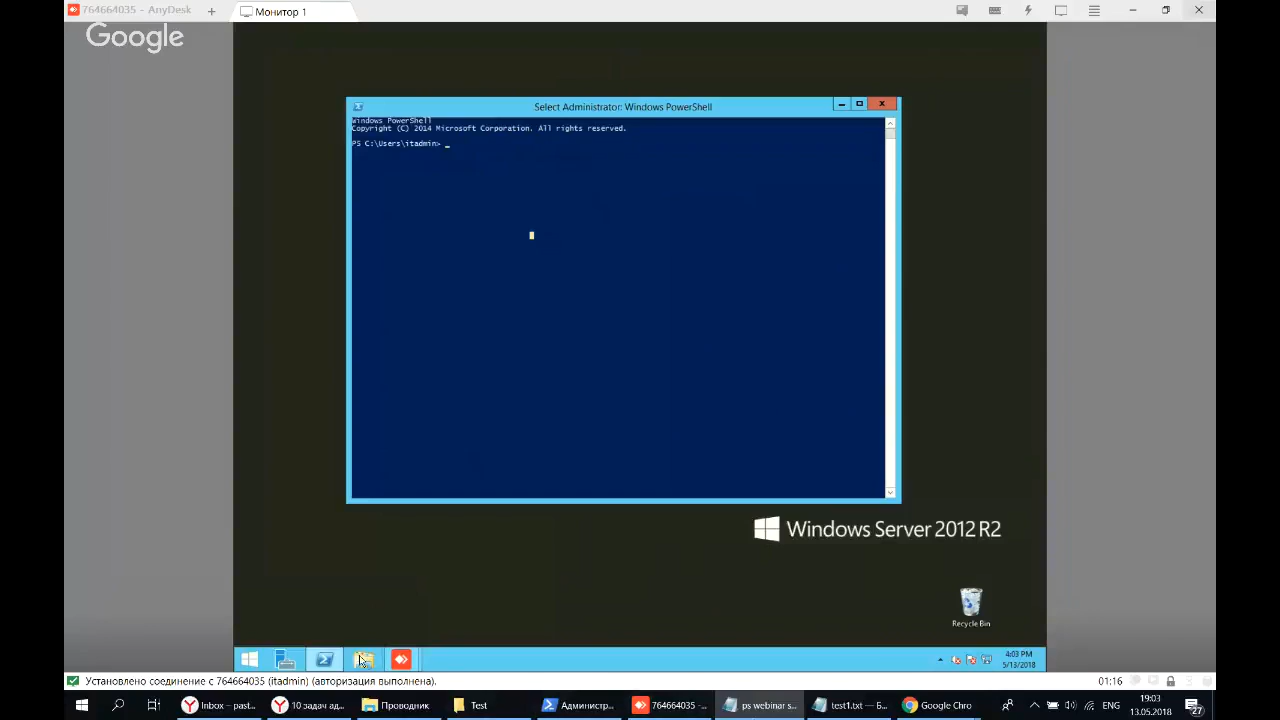 764664035 – AnyDesk
Монитор 1
Google
Select Administrator: Windows PowerShell
Windows PowerShell
Copyright (C) 2014 Microsoft Corporation. All rights reserved.
PS C:\Users\itadmin> _
Windows Server 2012 R2
Recycle Bin
4:03 PM
5/13/2018
Установлено соединение с 764664035 (itadmin) (авторизация выполнена).
01:16
Inbox – past...
10 задач ад...
Проводник
Test
Админист...
764664035 -...
ps webinar s...
test1.txt — Б...
Google Chro
ENG
19:03
13.05.2018
27